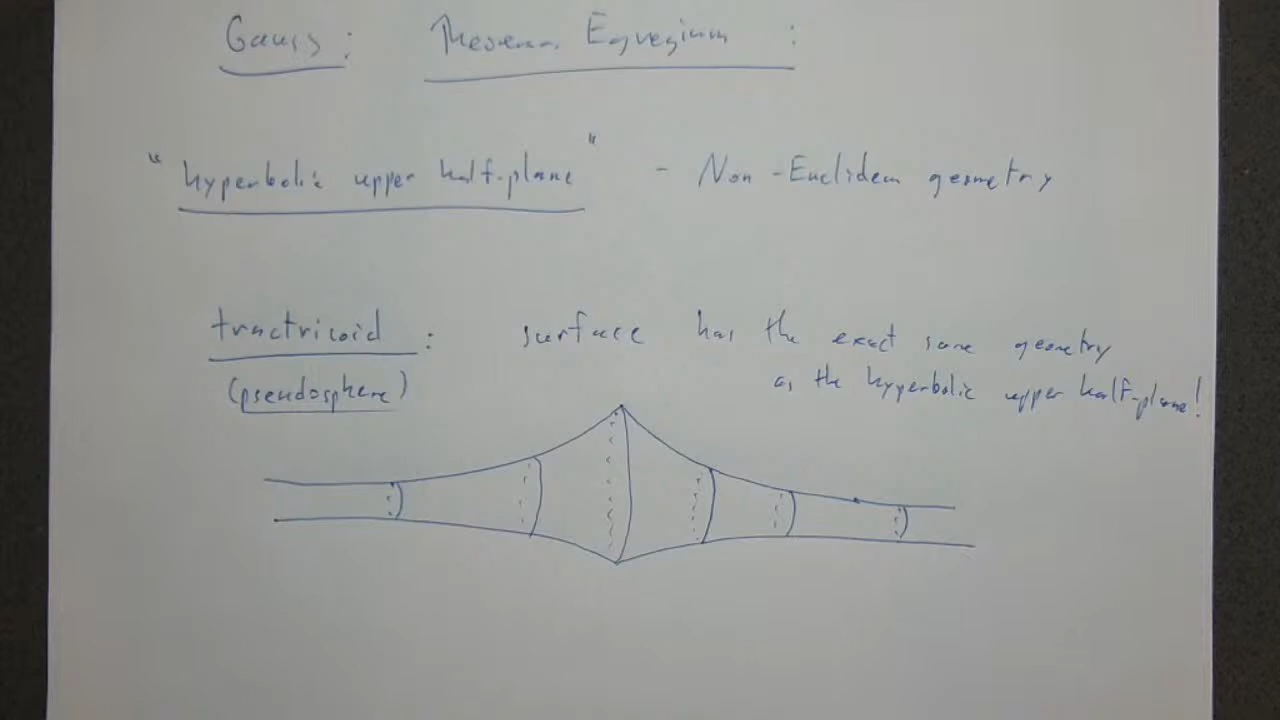 Gauss: Theorema Egregium :
"hyperbolic upper half-plane" - Non-Euclidean geometry
tractricoid : surface has the exact same geometry
(pseudosphere) as the hyperbolic upper half-plane!